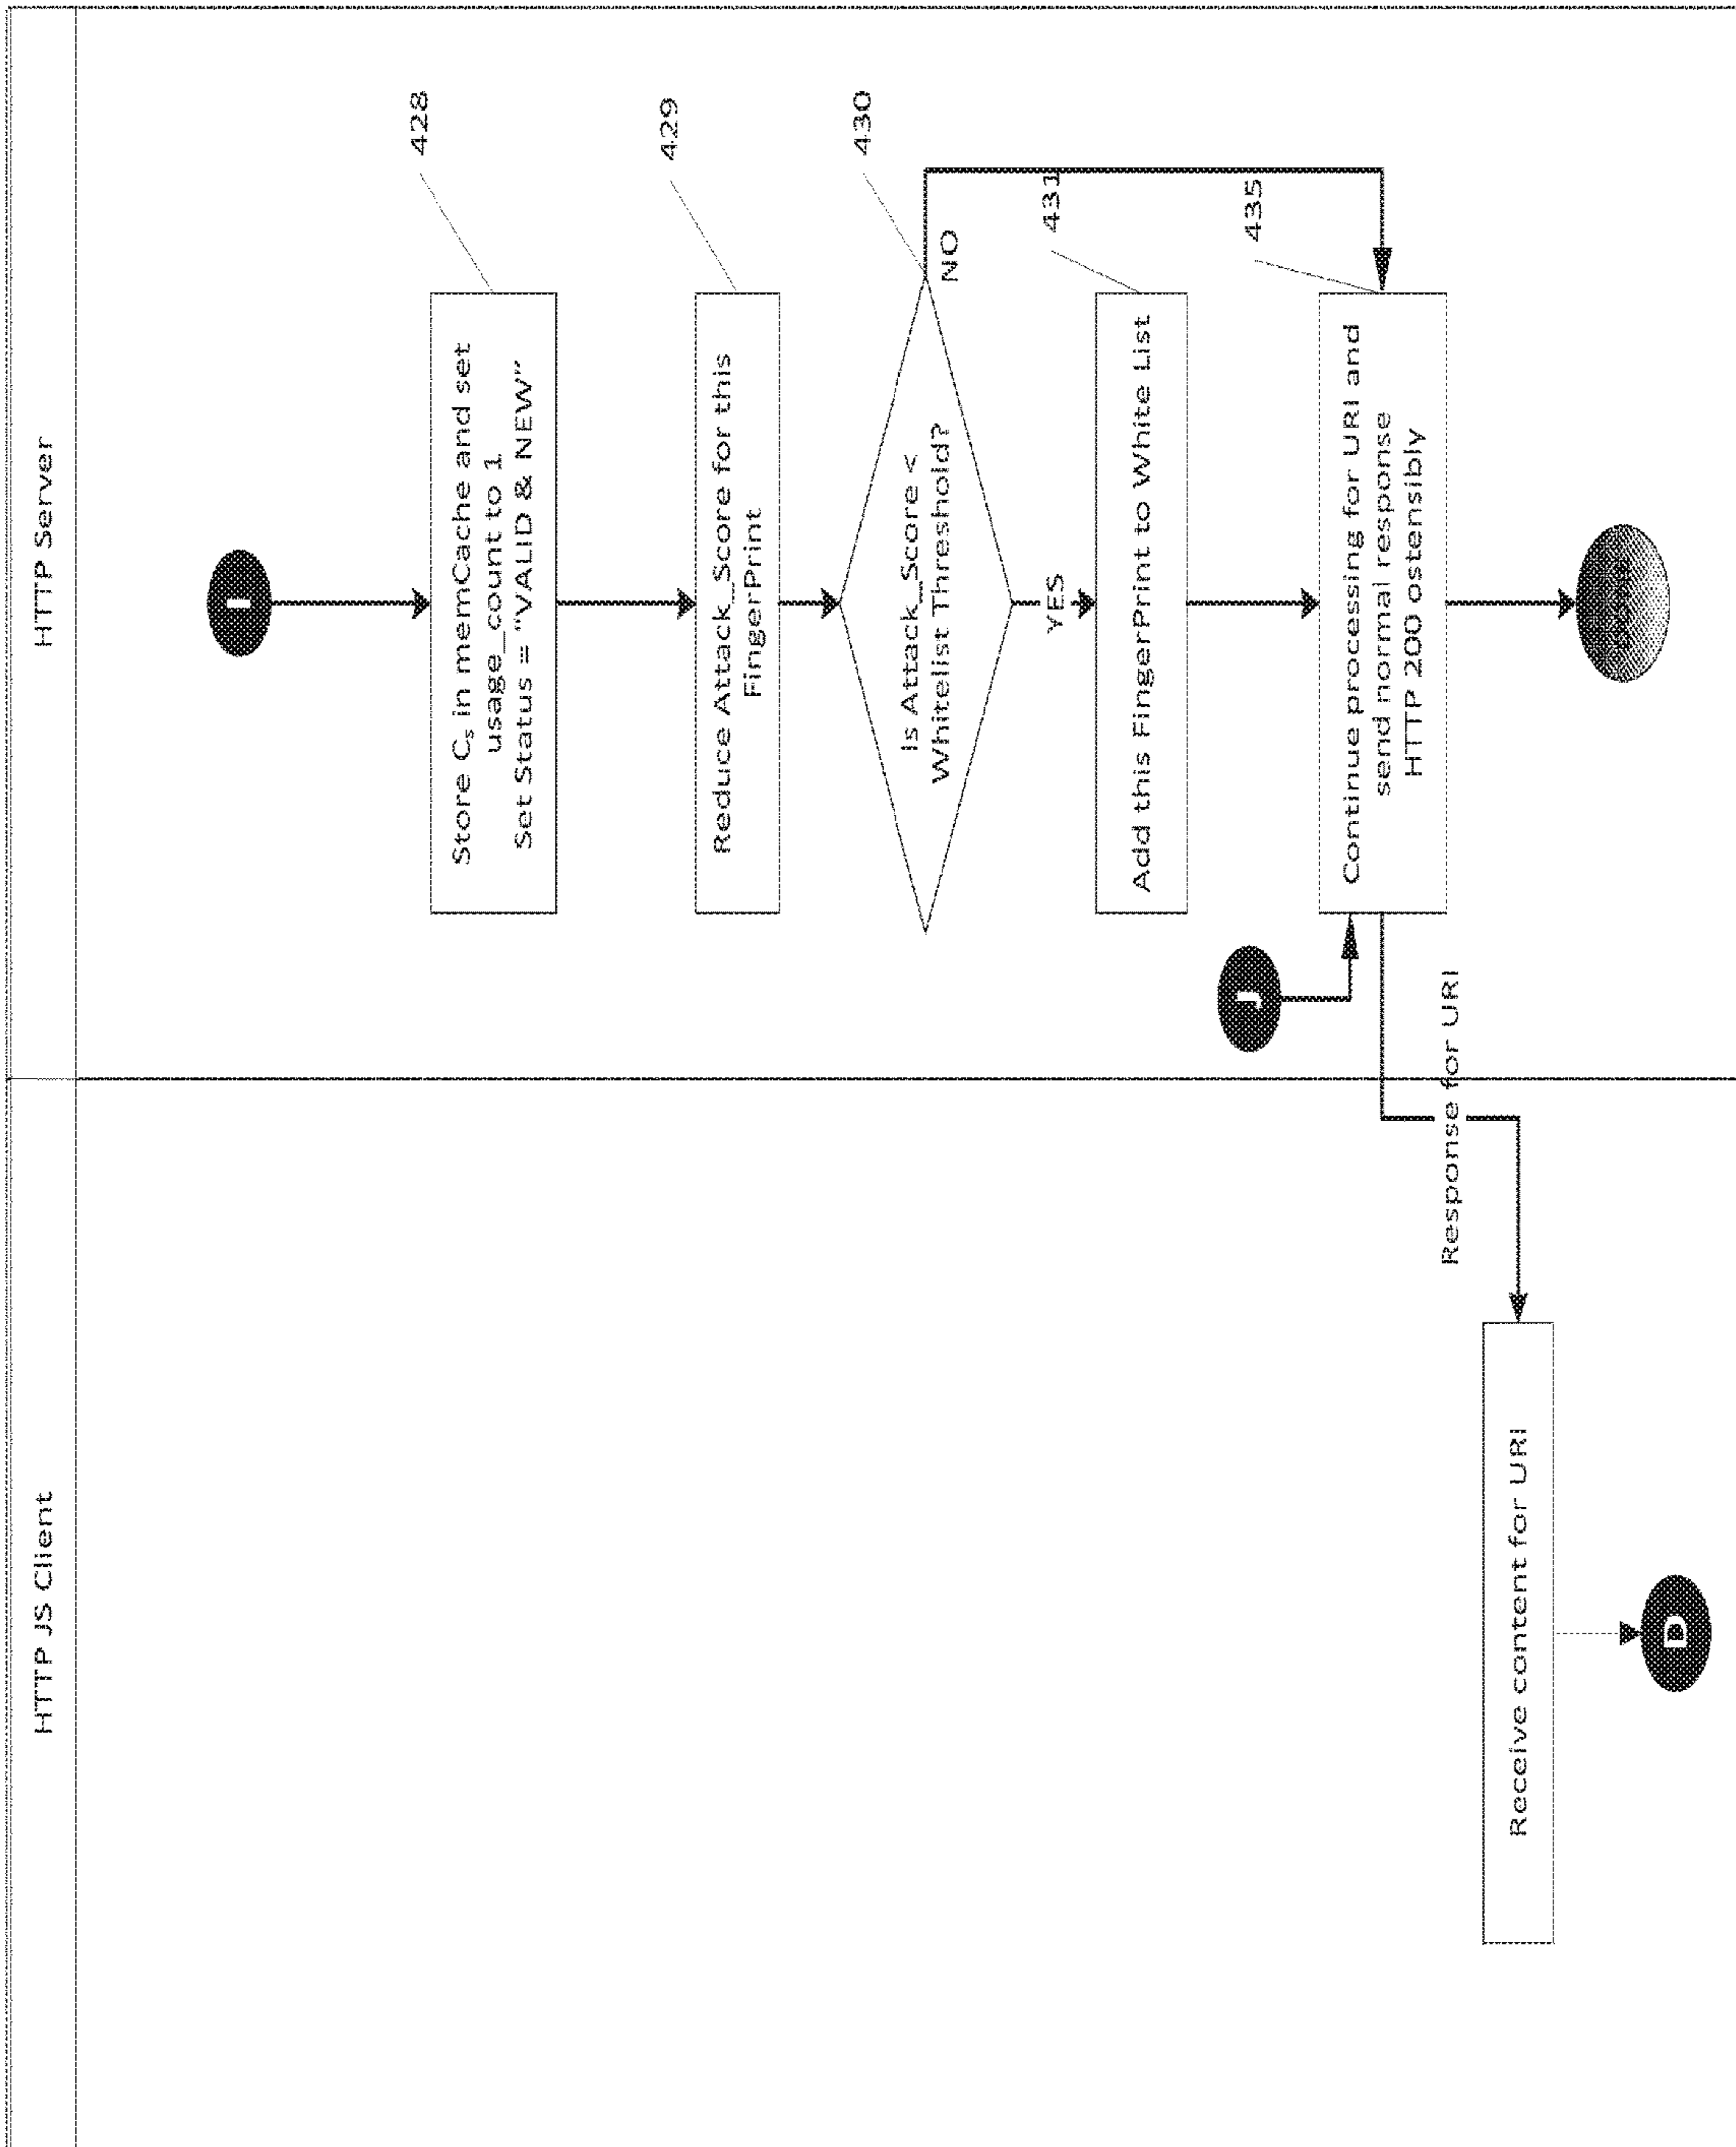 HTTP JS Client
HTTP Server
I
Store Cₛ in memCache and set
usage_count to 1
Set Status = "VALID & NEW"
428
Reduce Attack_Score for this
FingerPrint
429
Is Attack_Score <
Whitelist Threshold?
430
NO
YES
Add this FingerPrint to White List
431
J
Continue processing for URI and
send normal response
HTTP 200 ostensibly
435
Response for URI
Receive content for URI
D